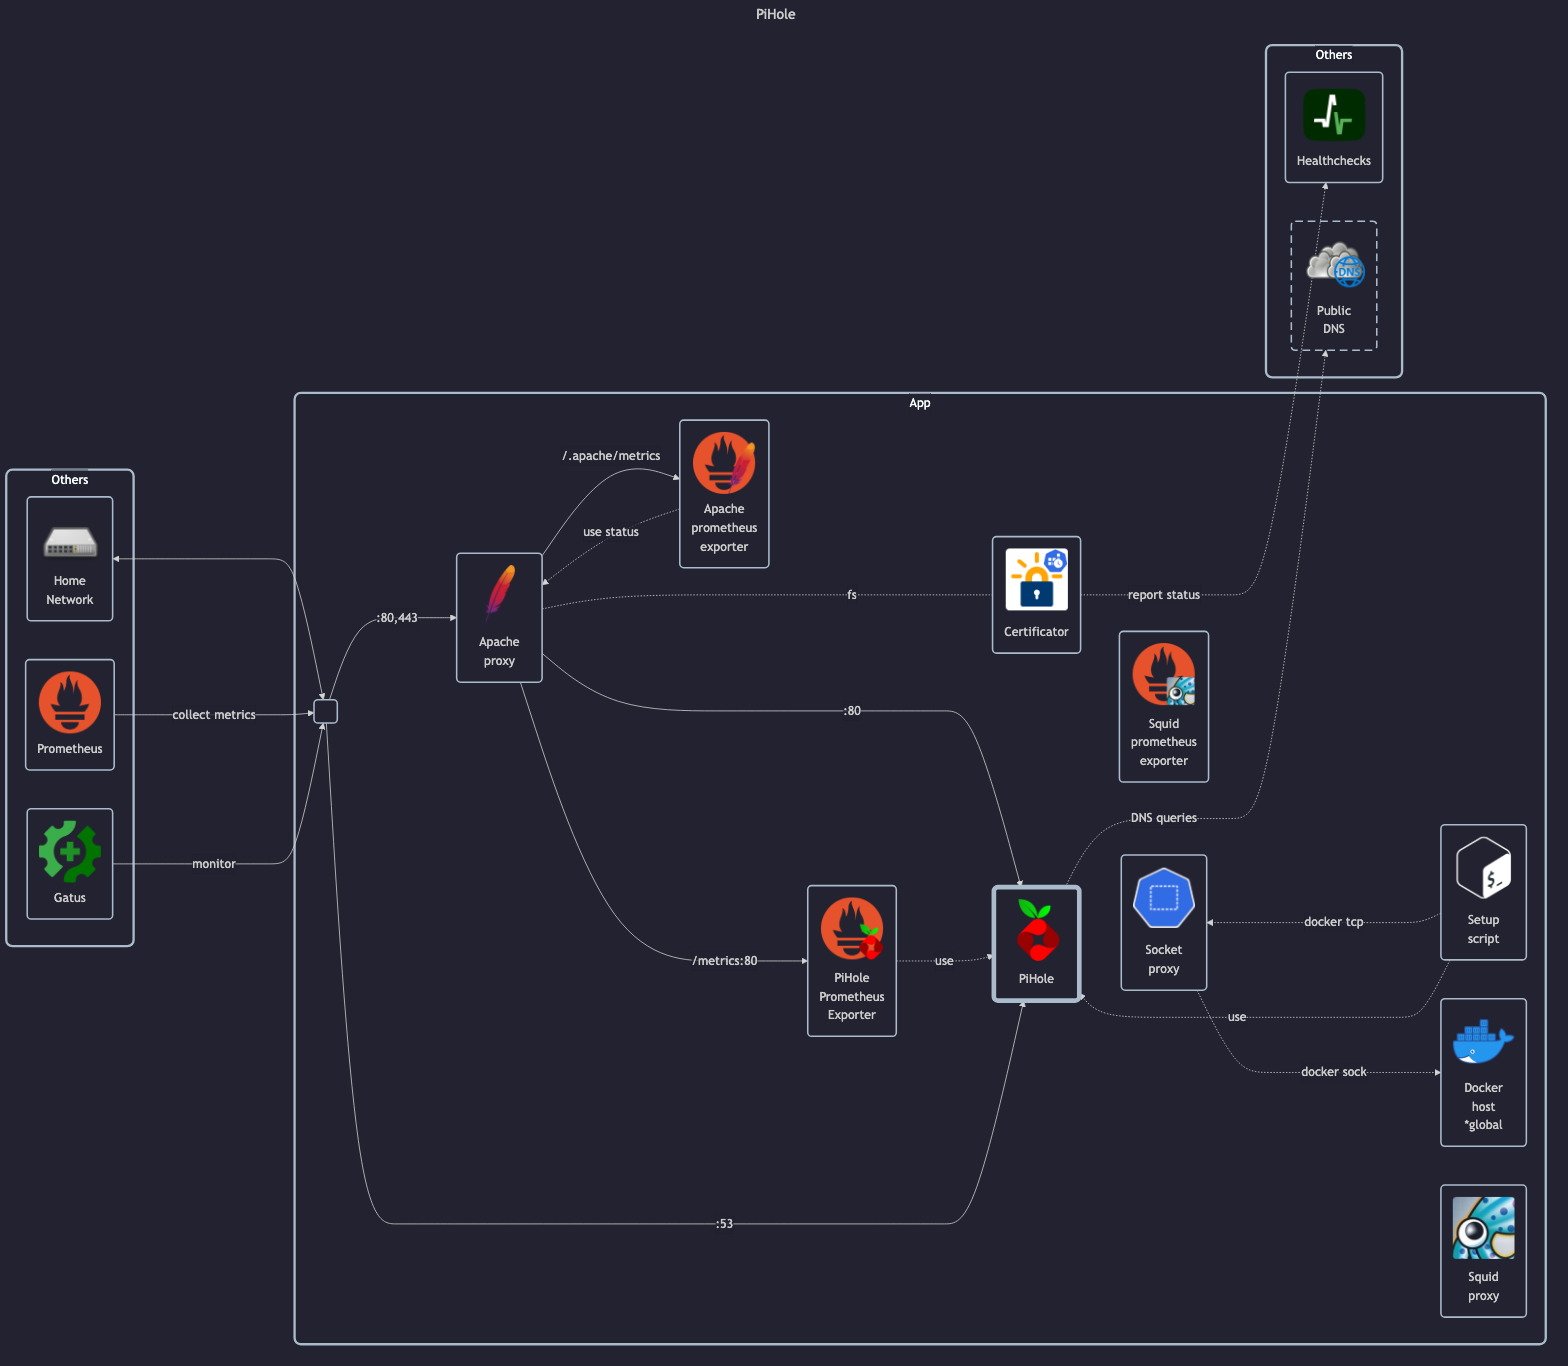 PiHole
Others
Healthchecks
Public
DNS
DNS
App
Others
Home
Network
Prometheus
collect metrics
Gatus
monitor
:80,443
Apache
proxy
/.apache/metrics
use status
Apache
prometheus
exporter
fs
Certificator
report status
Squid
prometheus
exporter
:80
DNS queries
/metrics:80
PiHole
Prometheus
Exporter
use
PiHole
Socket
proxy
docker tcp
$_
Setup
script
use
docker sock
Docker
host
*global
:53
Squid
proxy